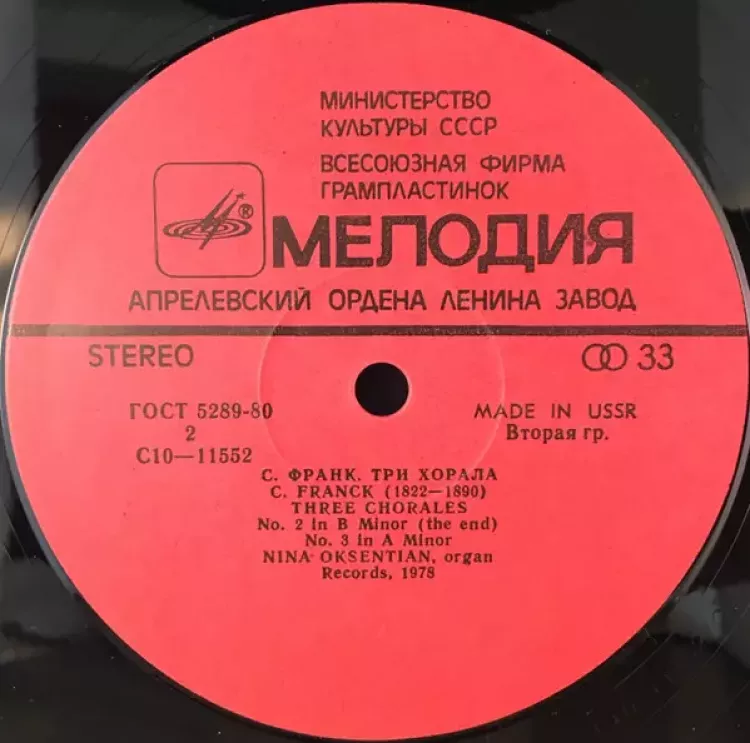 МИНИСТЕРСТВО
КУЛЬТУРЫ СССР
ВСЕСОЮЗНАЯ ФИРМА
ГРАМПЛАСТИНОК
®
МЕЛОДИЯ
АПРЕЛЕВСКИЙ ОРДЕНА ЛЕНИНА ЗАВОД
STEREO
33
ГОСТ 5289-80
2
С10—11552
MADE IN USSR
Вторая гр.
С. ФРАНК. ТРИ ХОРАЛА
C. FRANCK (1822—1890)
THREE CHORALES
No. 2 in B Minor (the end)
No. 3 in A Minor
NINA OKSENTIAN, organ
Records, 1978